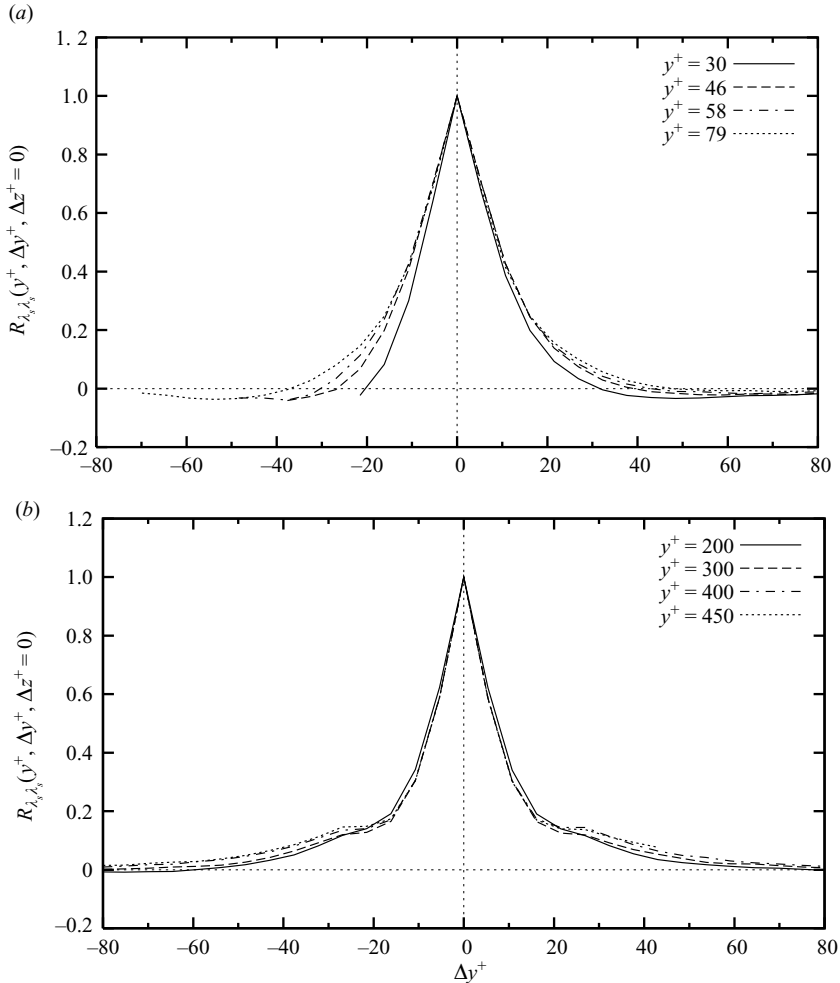 (a)
1. 2
1.0
0.8
0.6
0.4
0.2
0
–0.2
R_{λ_sλ_s}(y⁺, Δy⁺, Δz⁺ = 0)
–80 –60 –40 –20 0 20 40 60 80
y⁺ = 30
y⁺ = 46
y⁺ = 58
y⁺ = 79
(b)
1.2
1.0
0.8
0.6
0.4
0.2
0
–0.2
R_{λ_sλ_s}(y⁺, Δy⁺, Δz⁺ = 0)
–80 –60 –40 –20 0 20 40 60 80
Δy⁺
y⁺ = 200
y⁺ = 300
y⁺ = 400
y⁺ = 450